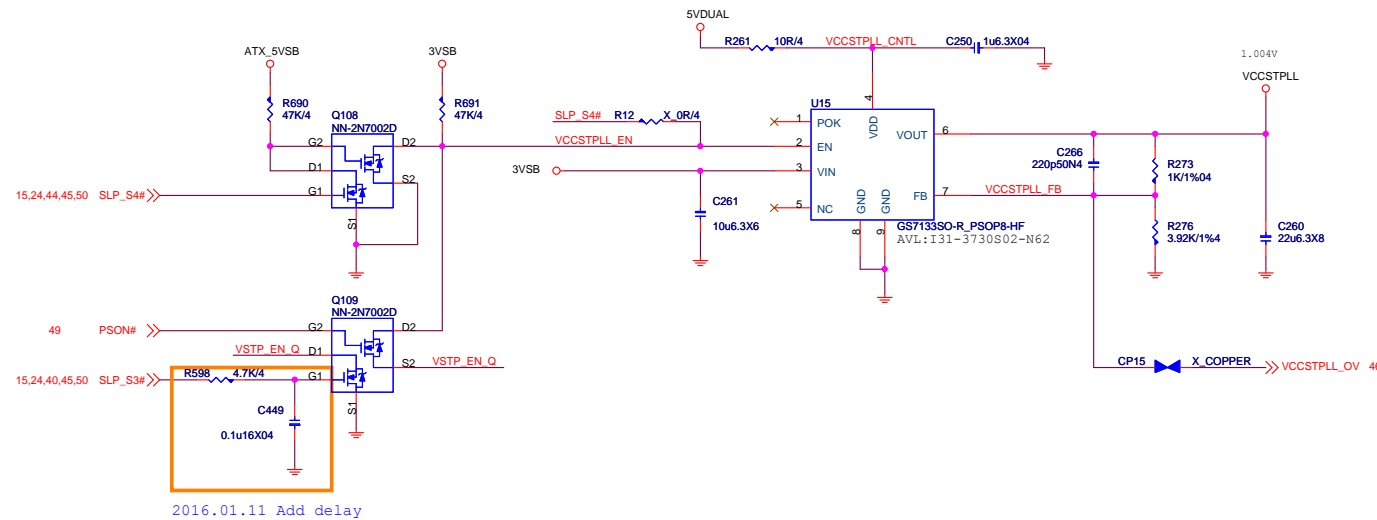 5VDUAL
R261
10R/4
VCCSTPLL_CNTL
C250
1u6.3X04
ATX_5VSB
3VSB
1.004V
VCCSTPLL
R690
47K/4
R691
47K/4
Q108
NN-2N7002D
U15
4
SLP_S4#
R12
X_0R/4
1
POK
VDD
VOUT
6
G2
D2
VCCSTPLL_EN
2
EN
C266
220p50N4
R273
1K/1%04
D1
S2
3VSB
3
VIN
15,24,44,45,50
SLP_S4#
G1
C261
10u6.3X6
FB
7
VCCSTPLL_FB
5
NC
GND
GND
S1
8
9
GS7133SO-R_PSOP8-HF
AVL:I31-3730S02-N62
R276
3.92K/1%4
C260
22u6.3X8
Q109
NN-2N7002D
49
PSON#
G2
D2
VSTP_EN_Q
D1
S2
VSTP_EN_Q
15,24,40,45,50
SLP_S3#
R598
4.7K/4
G1
CP15
X_COPPER
VCCSTPLL_OV
S1
C449
0.1u16X04
2016.01.11 Add delay